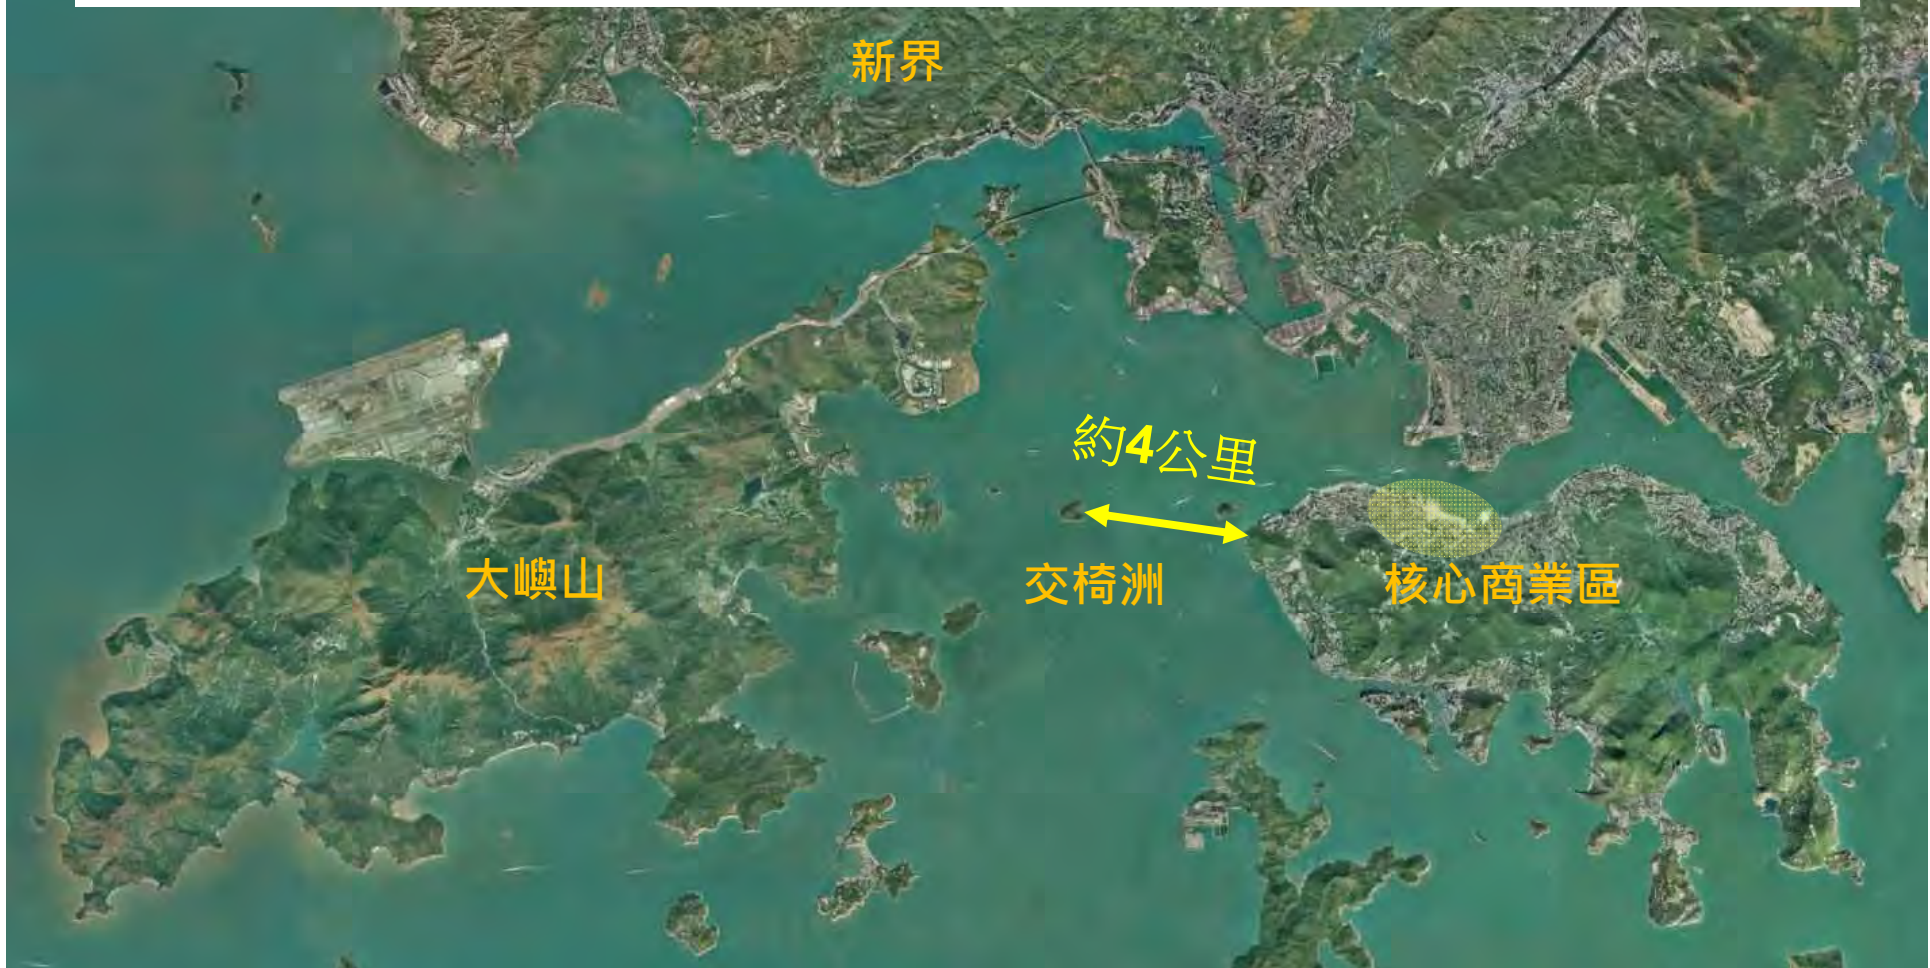 新界
約4公里
大嶼山
交椅洲
核心商業區